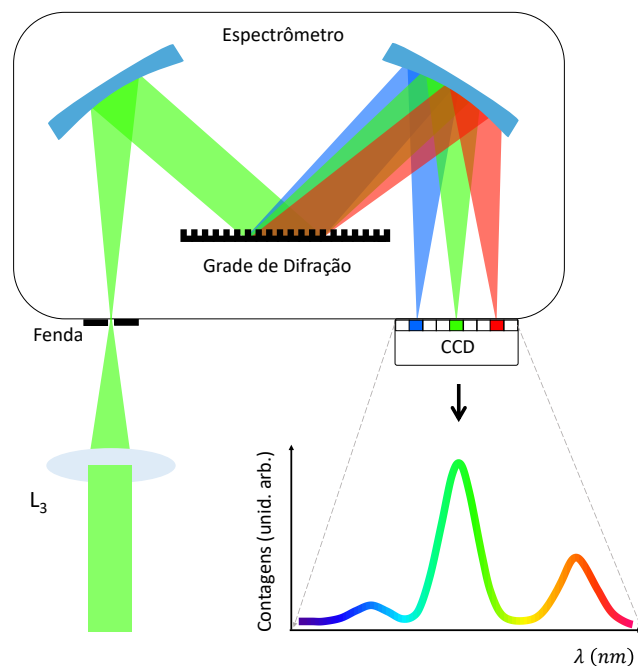 Espectrômetro
Grade de Difração
Fenda
CCD
L3
Contagens (unid. arb.)
λ (nm)